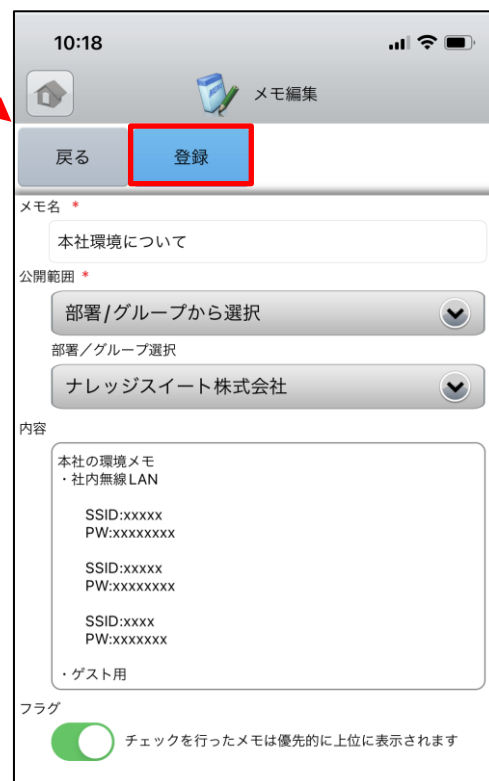 10:18
メモ編集
戻る 登録
メモ名 *
本社環境について
公開範囲 *
部署/グループから選択
部署／グループ選択
ナレッジスイート株式会社
内容
本社の環境メモ
・社内無線LAN
SSID:xxxxx
PW:xxxxxxxx
SSID:xxxxx
PW:xxxxxxxx
SSID:xxxx
PW:xxxxxxx
・ゲスト用
フラグ
チェックを行ったメモは優先的に上位に表示されます